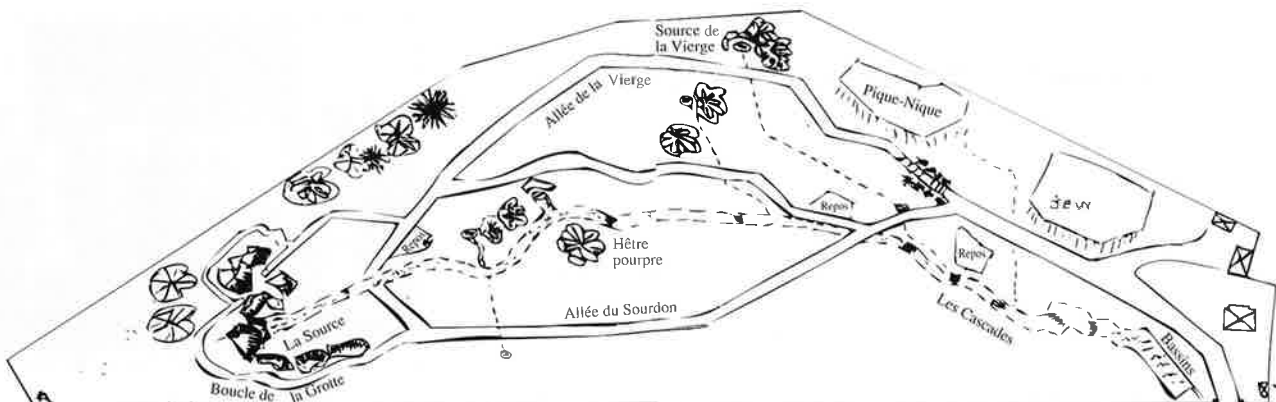 Source de
la Vierge
Allée de la Vierge
Pique-Nique
Jeux
Repos
Repos
Repos
Hêtre
pourpre
Allée du Sourdon
La Source
Les Cascades
Bassins
Boucle de la Grotte